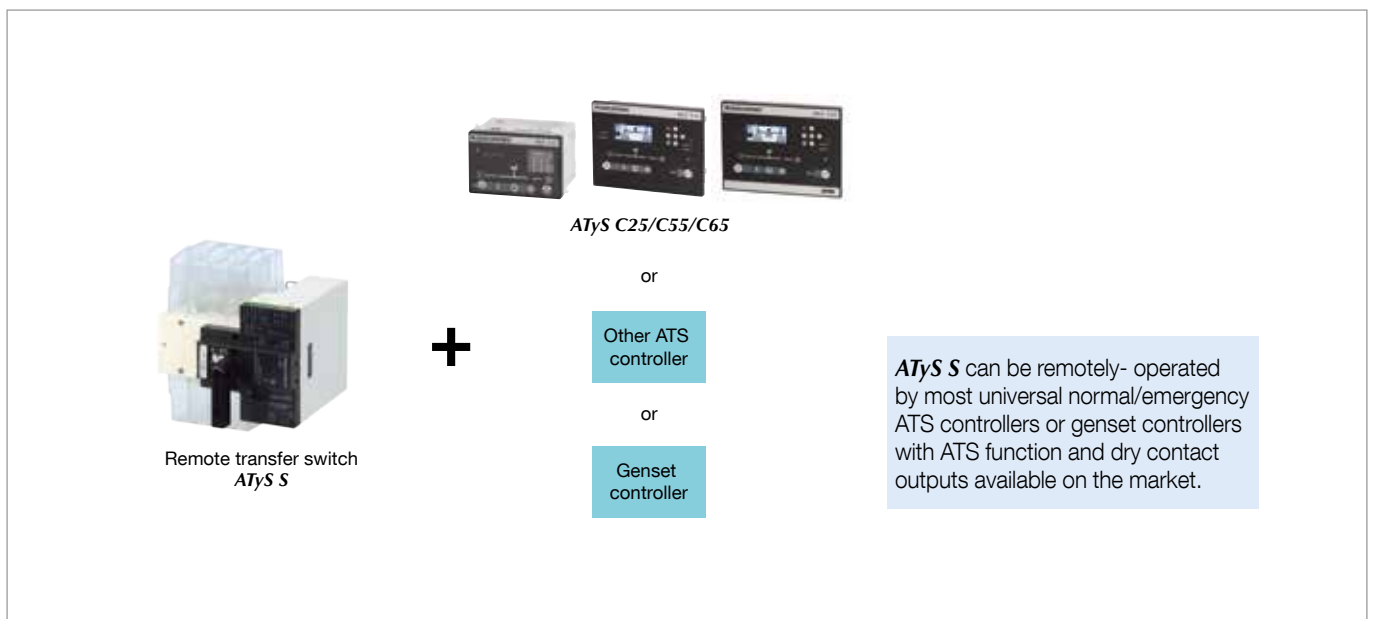 ATyS C25/C55/C65
or
Other ATS
controller
or
Genset
controller
Remote transfer switch
ATyS S
ATyS S can be remotely- operated
by most universal normal/emergency
ATS controllers or genset controllers
with ATS function and dry contact
outputs available on the market.